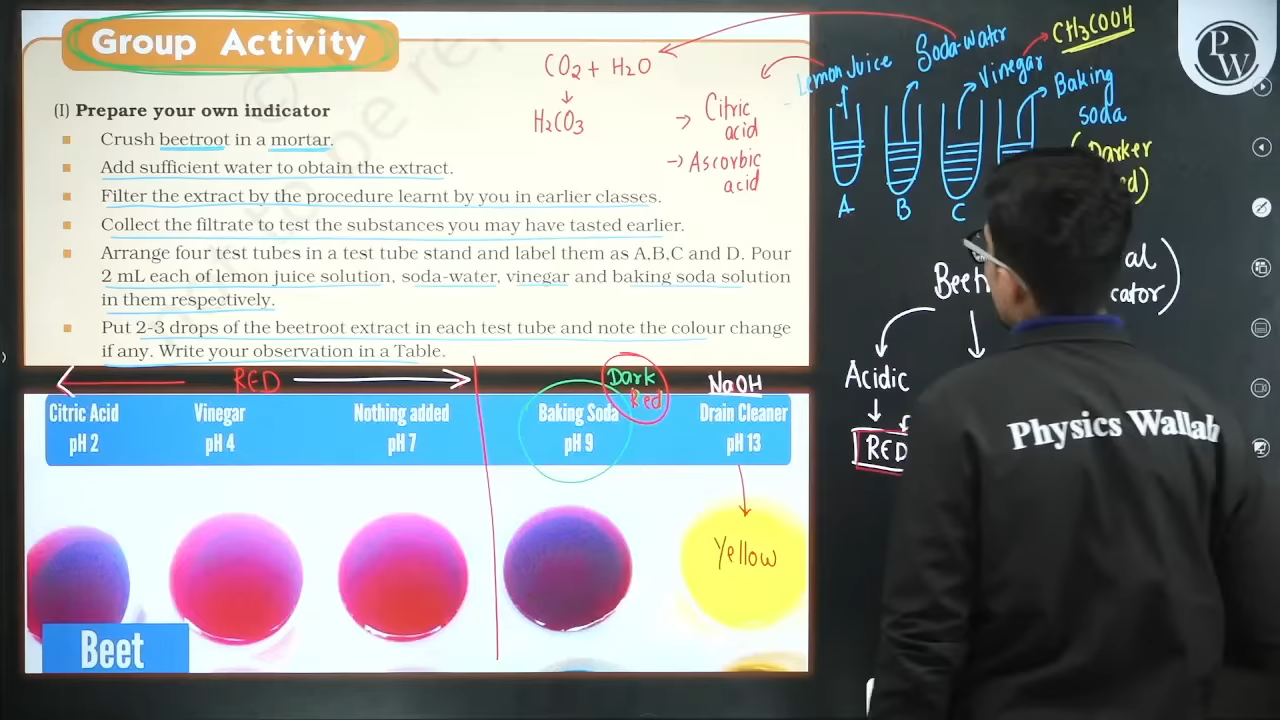 Group Activity
(I) Prepare your own indicator
Crush beetroot in a mortar.
Add sufficient water to obtain the extract.
Filter the extract by the procedure learnt by you in earlier classes.
Collect the filtrate to test the substances you may have tasted earlier.
Arrange four test tubes in a test tube stand and label them as A,B,C and D. Pour
2 mL each of lemon juice solution, soda-water, vinegar and baking soda solution
in them respectively.
Put 2-3 drops of the beetroot extract in each test tube and note the colour change
if any. Write your observation in a Table.
CO2 + H2O
H2CO3
→ Citric
acid
→ Ascorbic
acid
Lemon Juice
Soda-water
Vinegar
CH3COOH
Baking
soda
(Darker
A
B
C
al
cator)
Acidic
RED
PW
RED
Dark
Red
NaOH
Citric Acid
pH 2
Vinegar
pH 4
Nothing added
pH 7
Baking Soda
pH 9
Drain Cleaner
pH 13
Yellow
Beet
Physics Wallah